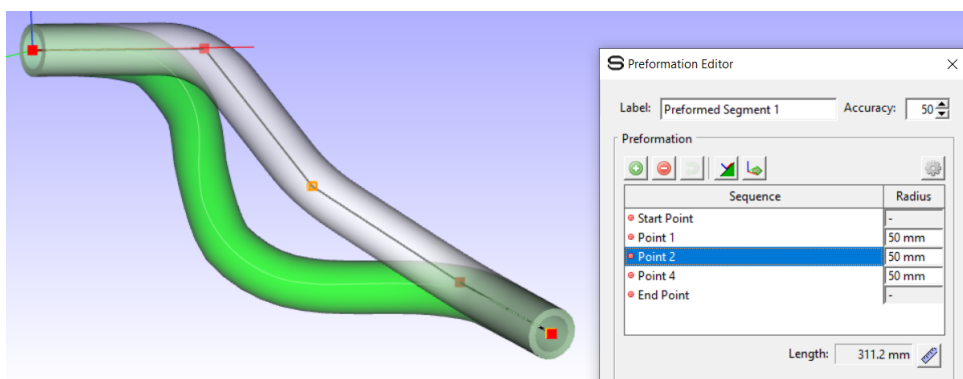 Preformation Editor
Label: Preformed Segment 1 Accuracy: 50
Preformation
Sequence Radius
Start Point -
Point 1 50 mm
Point 2 50 mm
Point 4 50 mm
End Point -
Length: 311.2 mm